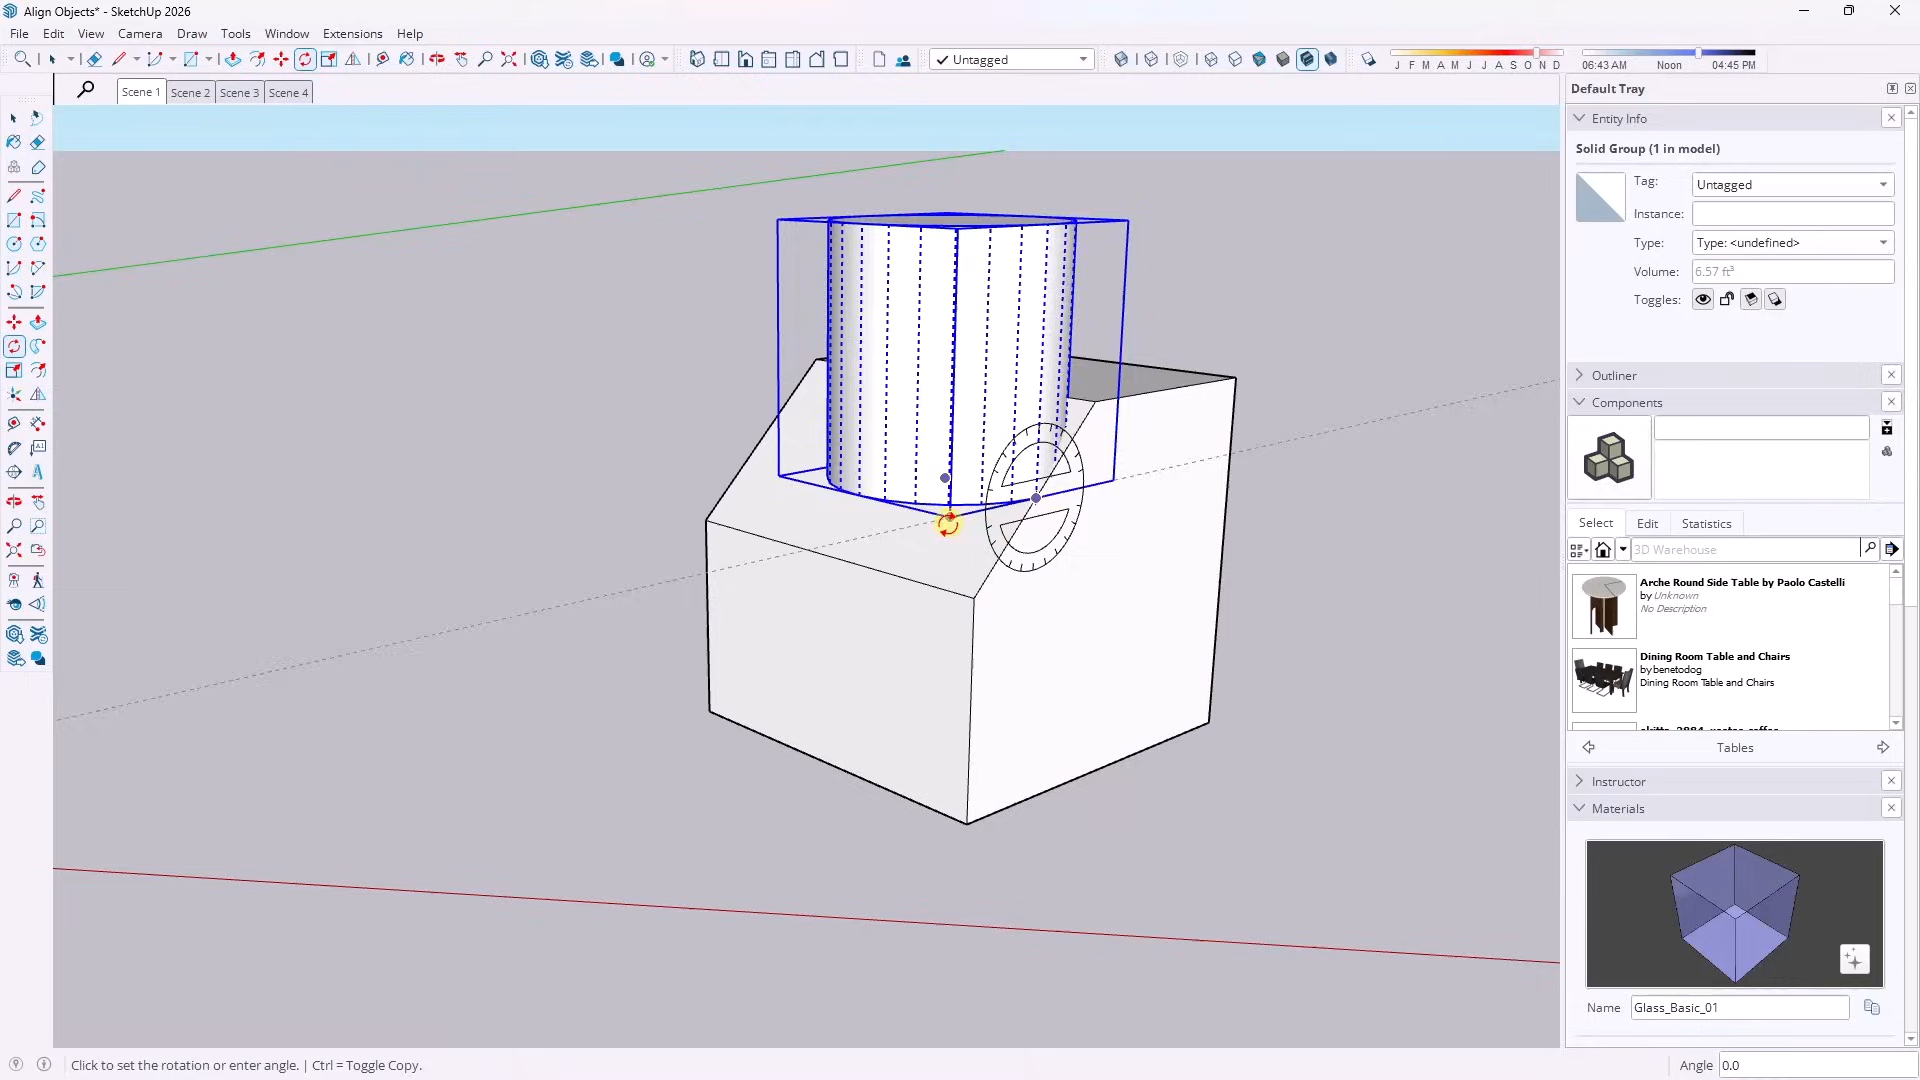 Align Objects* - SketchUp 2026
File Edit View Camera Draw Tools Window Extensions Help
Untagged
J F M A M J J A S O N D
06:43 AM Noon 04:45 PM
Scene 1 Scene 2 Scene 3 Scene 4
Default Tray
Entity Info
Solid Group (1 in model)
Tag: Untagged
Instance:
Type: Type: <undefined>
Volume: 6.57 ft³
Toggles:
Outliner
Components
Select Edit Statistics
3D Warehouse
Arche Round Side Table by Paolo Castelli
by Unknown
No Description
Dining Room Table and Chairs
by benetodog
Dining Room Table and Chairs
Tables
Instructor
Materials
Name Glass_Basic_01
Click to set the rotation or enter angle. | Ctrl = Toggle Copy.
Angle 0.0